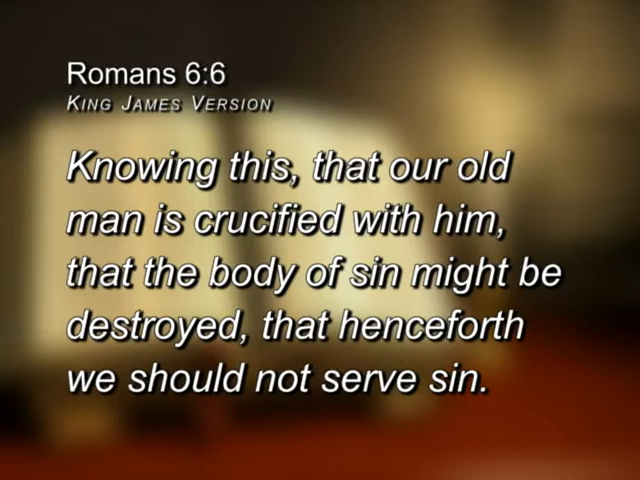 Romans 6:6
King James Version
Knowing this, that our old
man is crucified with him,
that the body of sin might be
destroyed, that henceforth
we should not serve sin.